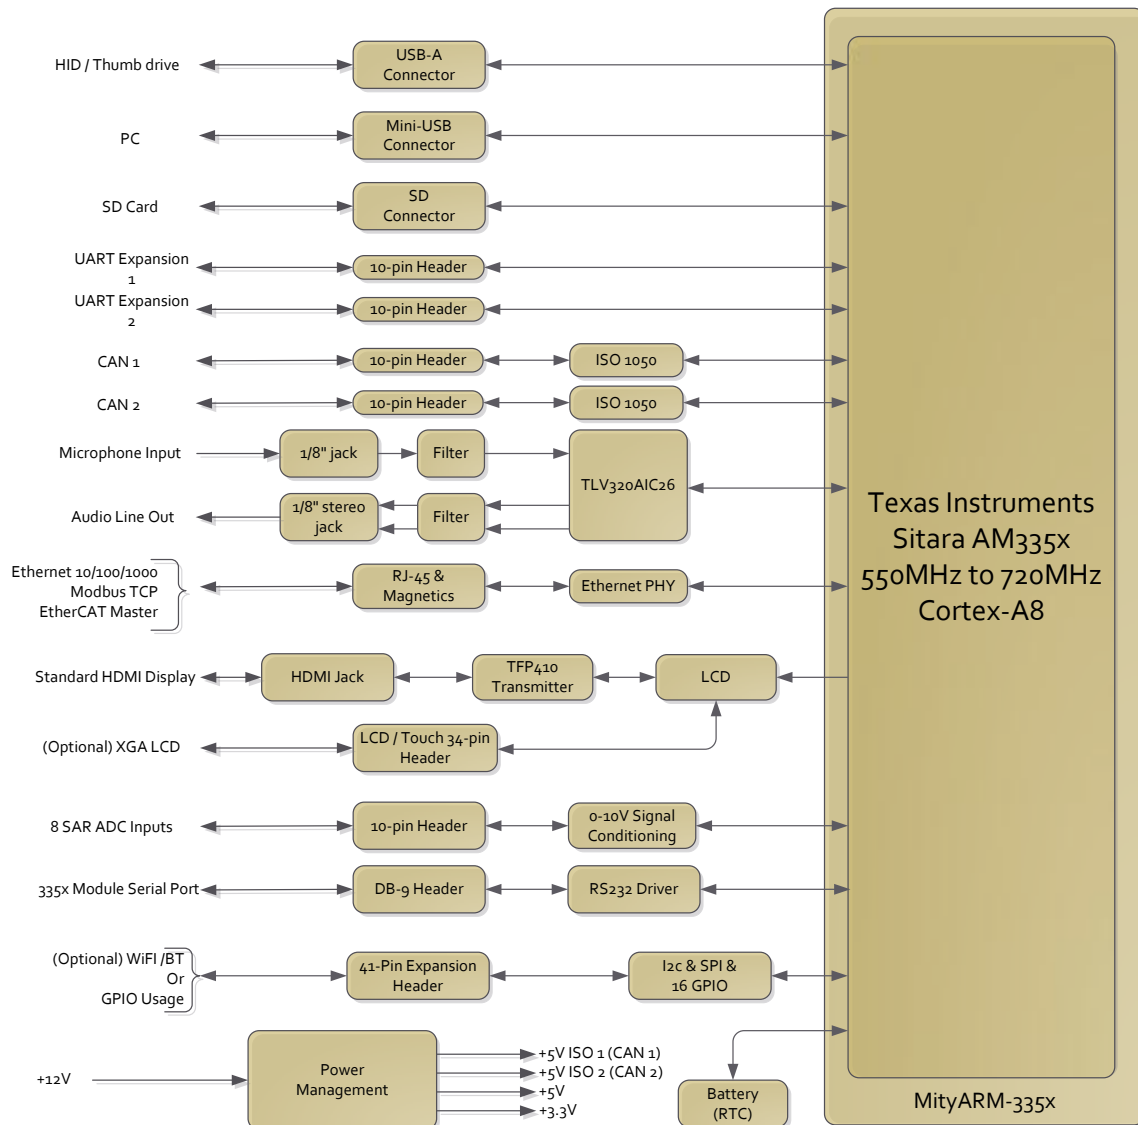 HID / Thumb drive
USB-A
Connector
PC
Mini-USB
Connector
SD Card
SD
Connector
UART Expansion
1
10-pin Header
UART Expansion
2
10-pin Header
CAN 1
10-pin Header
ISO 1050
CAN 2
10-pin Header
ISO 1050
Microphone Input
1/8" jack
Filter
TLV320AIC26
Audio Line Out
1/8" stereo
jack
Filter
Ethernet 10/100/1000
Modbus TCP
EtherCAT Master
RJ-45 &
Magnetics
Ethernet PHY
Standard HDMI Display
HDMI Jack
TFP410
Transmitter
LCD
(Optional) XGA LCD
LCD / Touch 34-pin
Header
8 SAR ADC Inputs
10-pin Header
0-10V Signal
Conditioning
335x Module Serial Port
DB-9 Header
RS232 Driver
(Optional) WiFI /BT
Or
GPIO Usage
41-Pin Expansion
Header
I2c & SPI &
16 GPIO
+12V
Power
Management
+5V ISO 1 (CAN 1)
+5V ISO 2 (CAN 2)
+5V
+3.3V
Battery
(RTC)
Texas Instruments
Sitara AM335x
550MHz to 720MHz
Cortex-A8
MityARM-335x